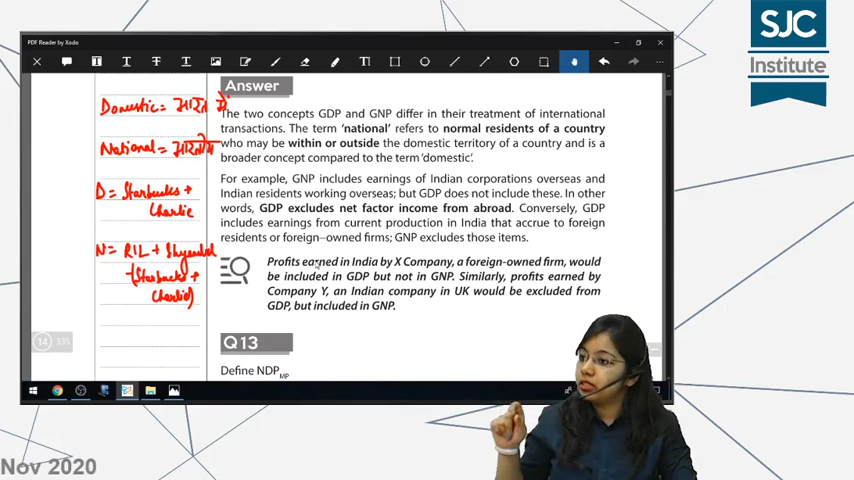 SJC
Institute
PDF Reader by Xodo
Answer
The two concepts GDP and GNP differ in their treatment of international
transactions. The term ‘national’ refers to normal residents of a country
who may be within or outside the domestic territory of a country and is a
broader concept compared to the term ‘domestic’.
For example, GNP includes earnings of Indian corporations overseas and
Indian residents working overseas; but GDP does not include these. In other
words, GDP excludes net factor income from abroad. Conversely, GDP
includes earnings from current production in India that accrue to foreign
residents or foreign-owned firms; GNP excludes those items.
Profits earned in India by X Company, a foreign-owned firm, would
be included in GDP but not in GNP. Similarly, profits earned by
Company Y, an Indian company in UK would be excluded from
GDP, but included in GNP.
Q13
Define NDP MP
Domestic = भारत में
National =
D = Starbucks +
Charlie
N = RIL +
- (Starbucks +
Charlie)
14 335
Nov 2020